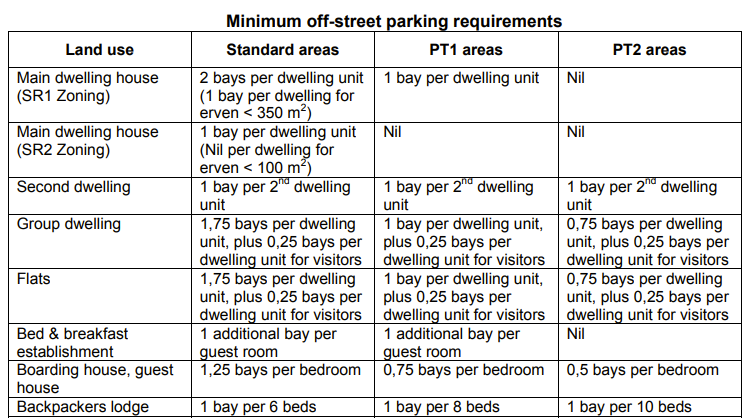 Minimum off-street parking requirements
Land use Standard areas PT1 areas PT2 areas
Main dwelling house 2 bays per dwelling unit 1 bay per dwelling unit Nil
(SR1 Zoning) (1 bay per dwelling for
erven < 350 m²)
Main dwelling house 1 bay per dwelling unit Nil Nil
(SR2 Zoning) (Nil per dwelling for
erven < 100 m²)
Second dwelling 1 bay per 2nd dwelling 1 bay per 2nd dwelling 1 bay per 2nd dwelling
unit unit unit
Group dwelling 1,75 bays per dwelling 1 bay per dwelling unit, 0,75 bays per dwelling
unit, plus 0,25 bays per plus 0,25 bays per unit, plus 0,25 bays per
dwelling unit for visitors dwelling unit for visitors dwelling unit for visitors
Flats 1,75 bays per dwelling 1 bay per dwelling unit, 0,75 bays per dwelling
unit, plus 0,25 bays per plus 0,25 bays per unit, plus 0,25 bays per
dwelling unit for visitors dwelling unit for visitors dwelling unit for visitors
Bed & breakfast 1 additional bay per 1 additional bay per Nil
establishment guest room guest room
Boarding house, guest 1,25 bays per bedroom 0,75 bays per bedroom 0,5 bays per bedroom
house
Backpackers lodge 1 bay per 6 beds 1 bay per 8 beds 1 bay per 10 beds